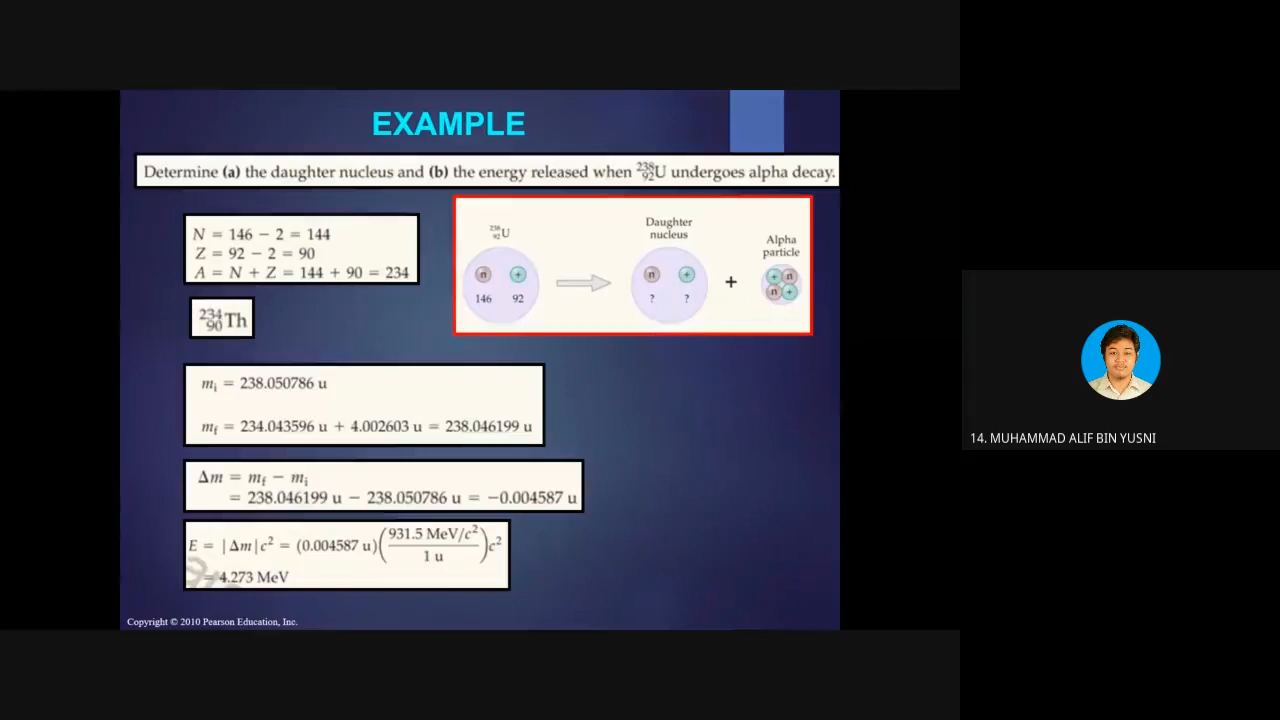 EXAMPLE
Determine (a) the daughter nucleus and (b) the energy released when ²³⁸₉₂U undergoes alpha decay.
N = 146 − 2 = 144
Z = 92 − 2 = 90
A = N + Z = 144 + 90 = 234
²³⁴₉₀Th
²³⁸₉₂U
Daughter
nucleus
Alpha
particle
n +
146 92
n +
? ?
+
+ n
n +
mᵢ = 238.050786 u
m_f = 234.043596 u + 4.002603 u = 238.046199 u
Δm = m_f − mᵢ
= 238.046199 u − 238.050786 u = −0.004587 u
E = |Δm|c² = (0.004587 u)(931.5 MeV/c² / 1 u)c²
= 4.273 MeV
Copyright © 2010 Pearson Education, Inc.
14. MUHAMMAD ALIF BIN YUSNI